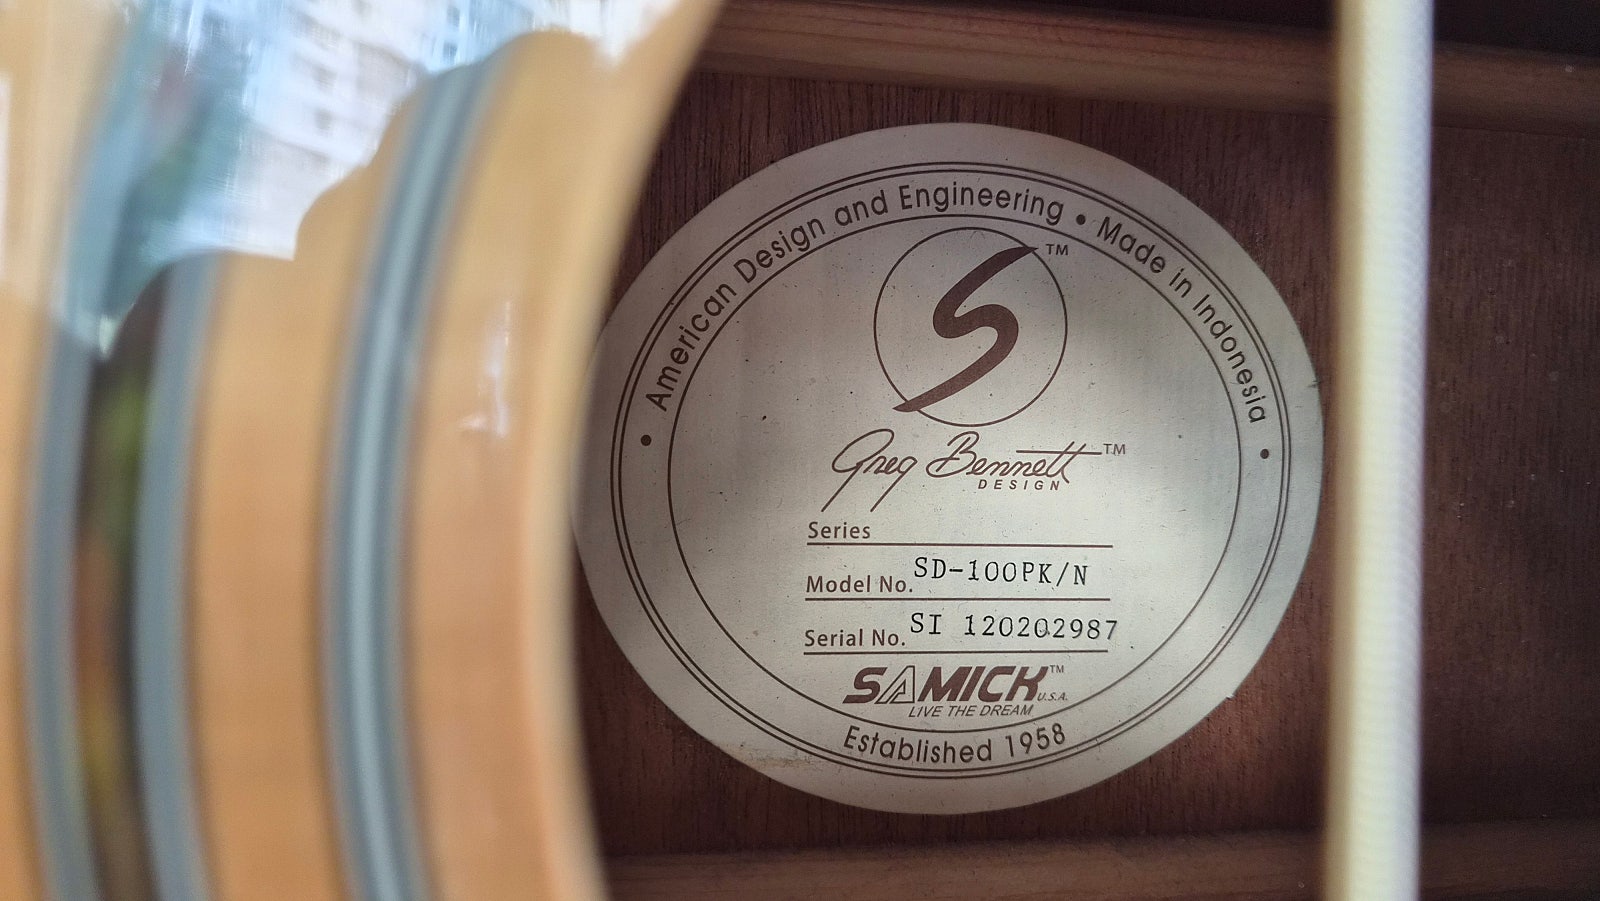 American Design and Engineering • Made in Indonesia
S™
Greg Bennett™
DESIGN
Series
Model No. SD-100PK/N
Serial No. SI 120202987
SAMICK™ U.S.A.
LIVE THE DREAM
Established 1958